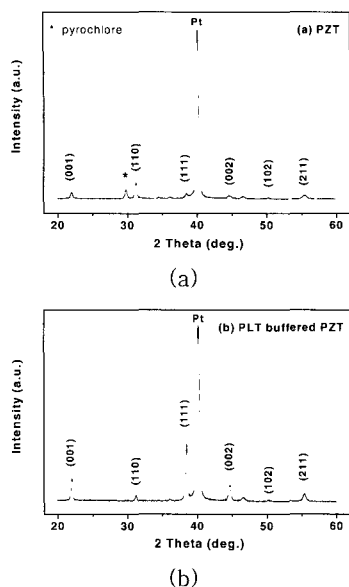 Pt
* pyrochlore
(a) PZT
Intensity (a.u.)
(001)
*
(110)
(111)
(002)
(102)
(211)
20 30 40 50 60
2 Theta (deg.)
(a)
Pt
(b) PLT buffered PZT
Intensity (a.u.)
(001)
(110)
(111)
(002)
(102)
(211)
20 30 40 50 60
2 Theta (deg.)
(b)